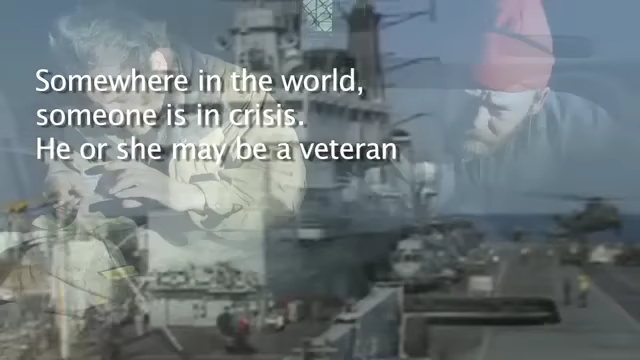 Somewhere in the world,
someone is in crisis.
He or she may be a veteran